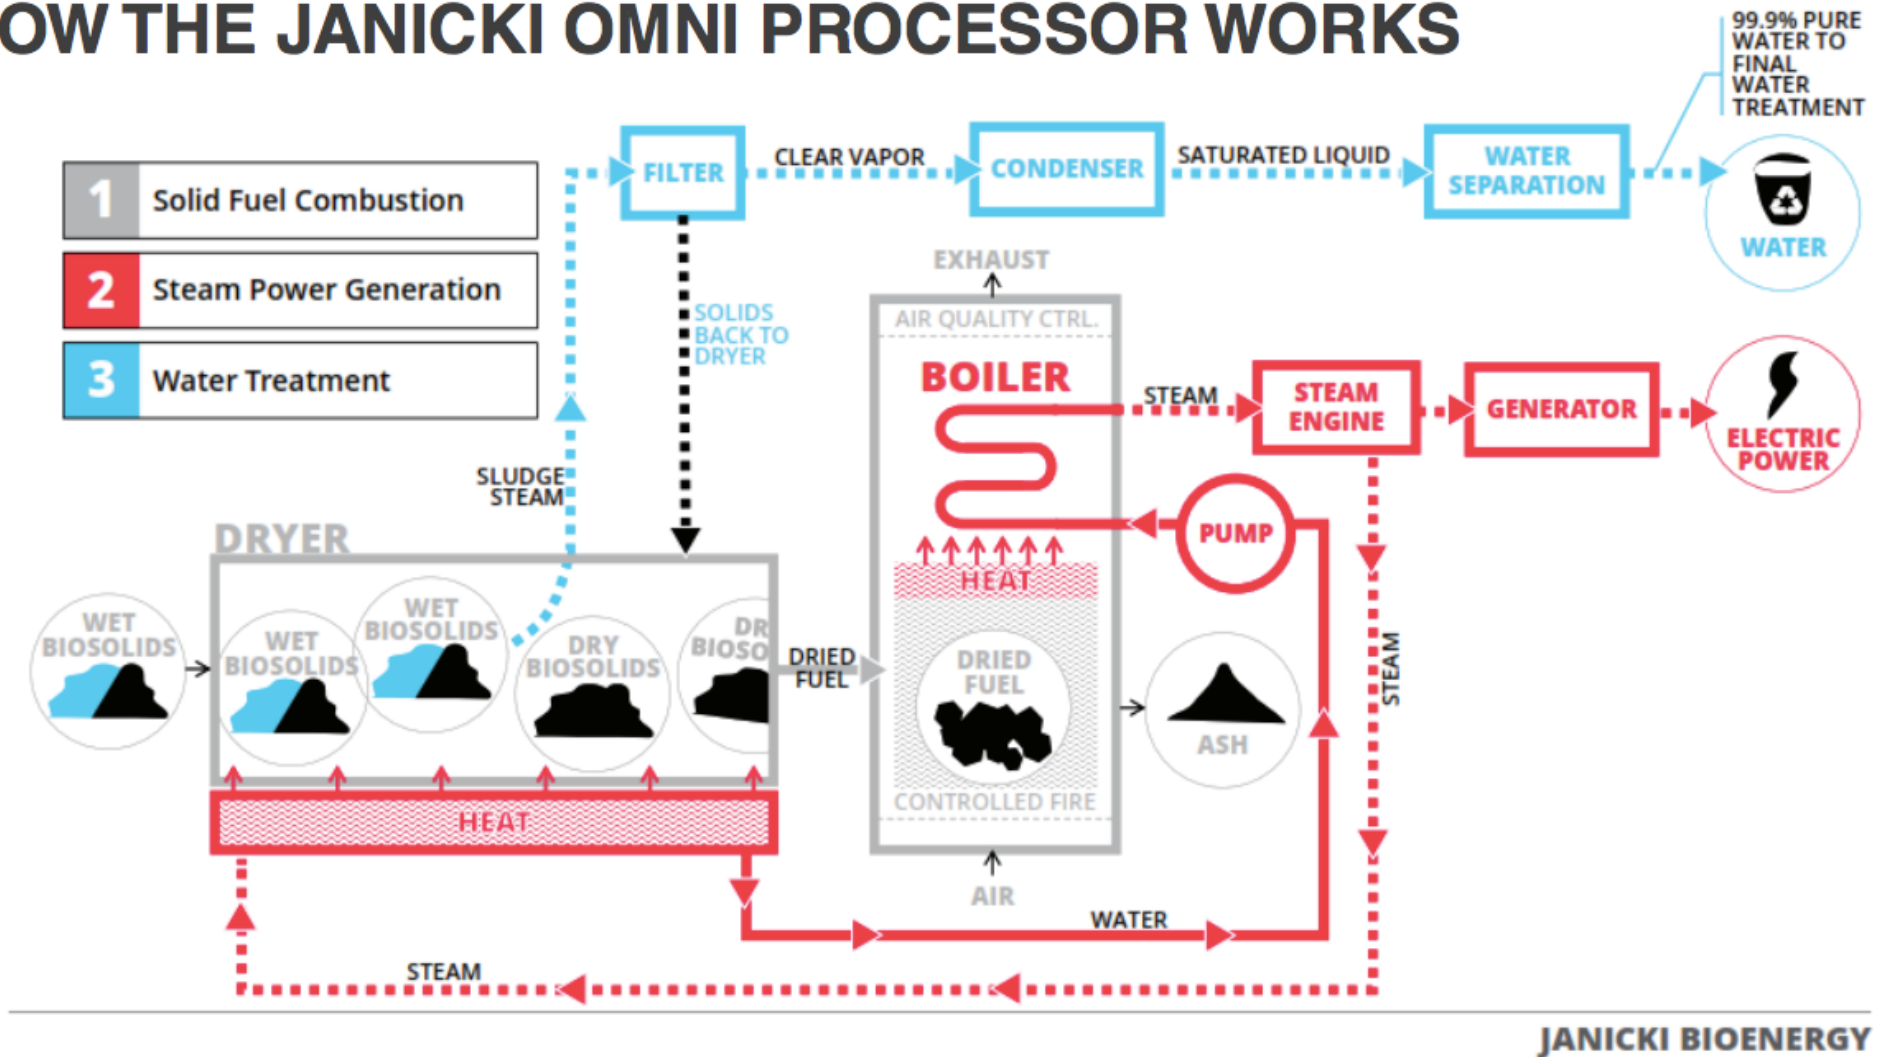 OW THE JANICKI OMNI PROCESSOR WORKS
99.9% PURE
WATER TO
FINAL
WATER
TREATMENT
1 Solid Fuel Combustion
2 Steam Power Generation
3 Water Treatment
FILTER
CLEAR VAPOR
CONDENSER
SATURATED LIQUID
WATER
SEPARATION
WATER
SOLIDS
BACK TO
DRYER
SLUDGE
STEAM
EXHAUST
AIR QUALITY CTRL.
BOILER
STEAM
STEAM
ENGINE
GENERATOR
ELECTRIC
POWER
PUMP
HEAT
DRYER
WET
BIOSOLIDS
WET
BIOSOLIDS
WET
BIOSOLIDS
DRY
BIOSOLIDS
DR
BIOSO
DRIED
FUEL
DRIED
FUEL
CONTROLLED FIRE
ASH
STEAM
HEAT
AIR
WATER
STEAM
JANICKI BIOENERGY